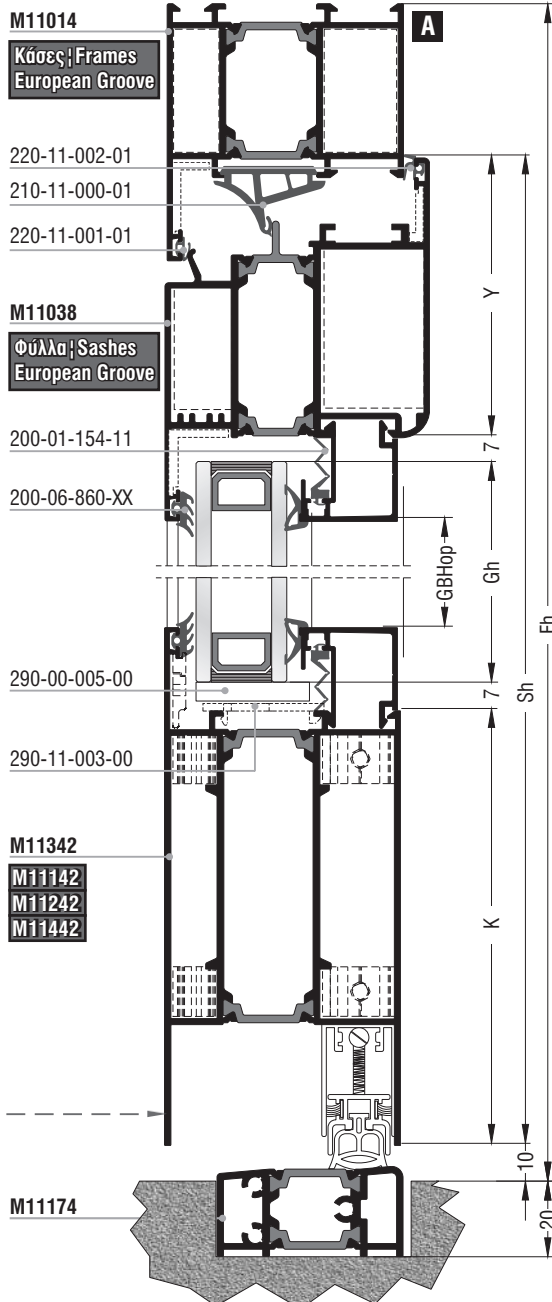 M11014
A
Κάσες | Frames
European Groove
220-11-002-01
210-11-000-01
220-11-001-01
Y
M11038
Φύλλα | Sashes
European Groove
200-01-154-11
7
200-06-860-XX
Gh
GBHop
Fh
Sh
290-00-005-00
7
290-11-003-00
M11342
M11142
M11242
M11442
K
10
M11174
20